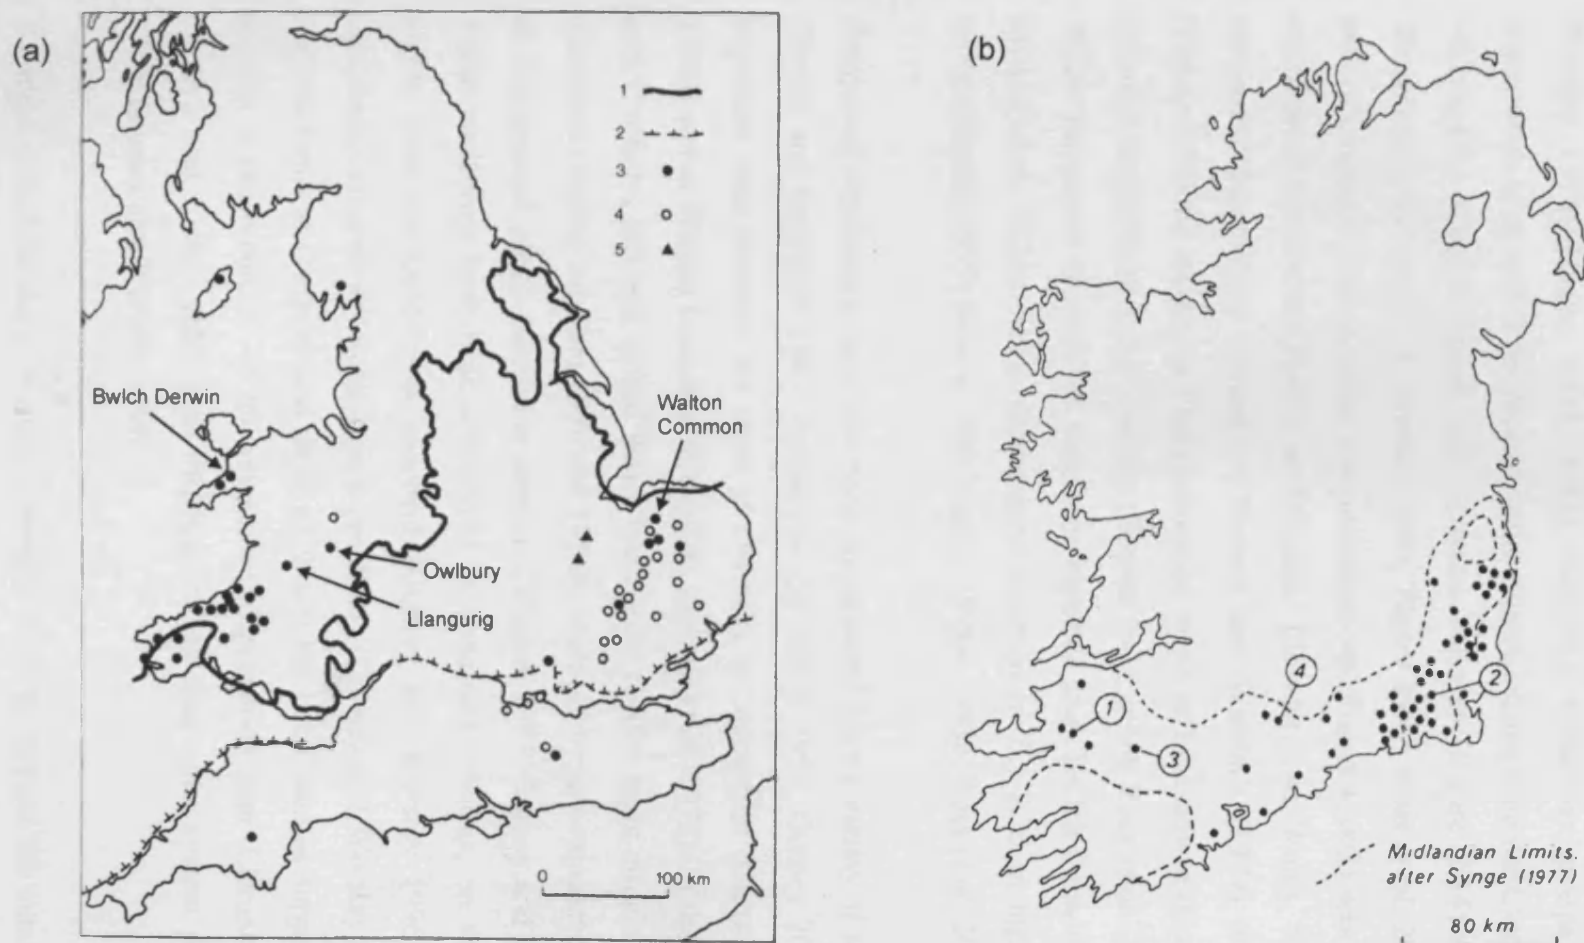 (a)
1
2
3
4
5
Bwlch Derwin
Walton
Common
Owlbury
Llangurig
0
100 km
(b)
1
2
3
4
Midlandian Limits.
after Synge (1977)
80 km